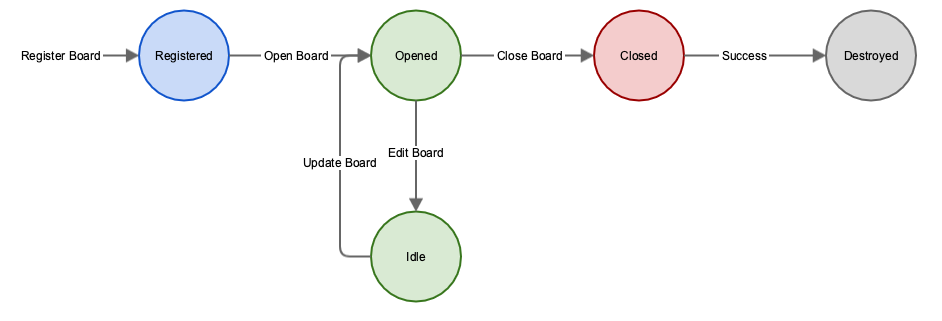 Register Board
Registered
Open Board
Opened
Close Board
Closed
Success
Destroyed
Update Board
Edit Board
Idle